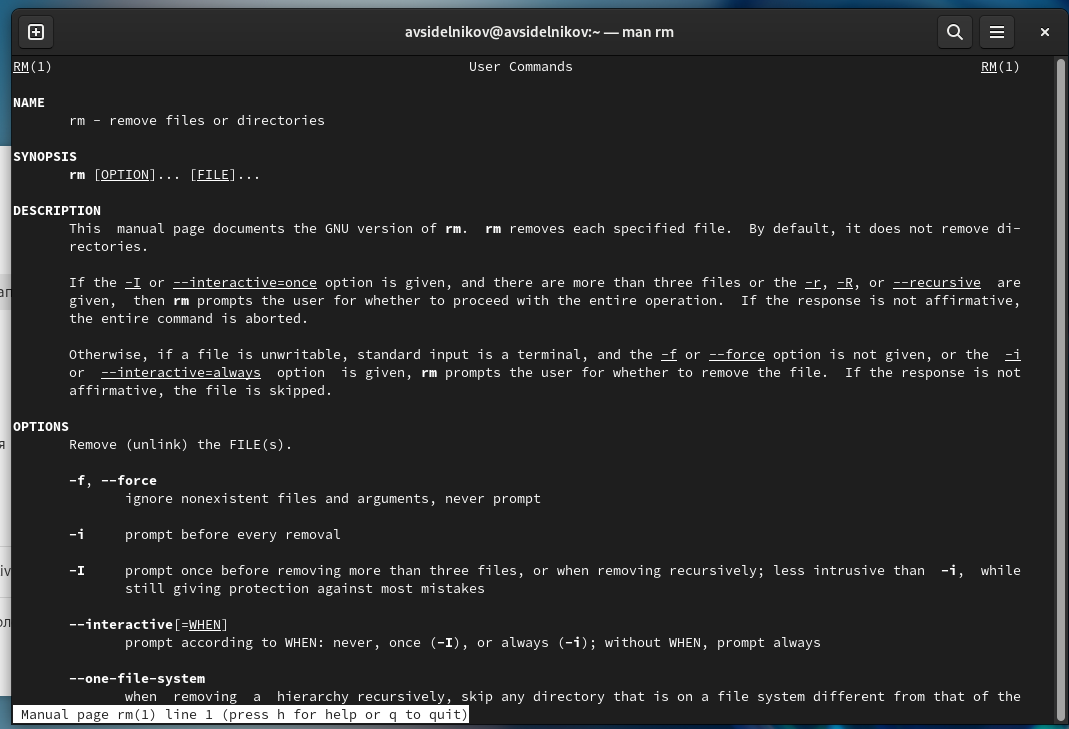 avsidelnikov@avsidelnikov:~ — man rm
RM(1) User Commands RM(1)
NAME
rm - remove files or directories
SYNOPSIS
rm [OPTION]... [FILE]...
DESCRIPTION
This manual page documents the GNU version of rm. rm removes each specified file. By default, it does not remove di-
rectories.
If the -I or --interactive=once option is given, and there are more than three files or the -r, -R, or --recursive are
given, then rm prompts the user for whether to proceed with the entire operation. If the response is not affirmative,
the entire command is aborted.
Otherwise, if a file is unwritable, standard input is a terminal, and the -f or --force option is not given, or the -i
or --interactive=always option is given, rm prompts the user for whether to remove the file. If the response is not
affirmative, the file is skipped.
OPTIONS
Remove (unlink) the FILE(s).
-f, --force
ignore nonexistent files and arguments, never prompt
-i prompt before every removal
-I prompt once before removing more than three files, or when removing recursively; less intrusive than -i, while
still giving protection against most mistakes
--interactive[=WHEN]
prompt according to WHEN: never, once (-I), or always (-i); without WHEN, prompt always
--one-file-system
when removing a hierarchy recursively, skip any directory that is on a file system different from that of the
Manual page rm(1) line 1 (press h for help or q to quit)